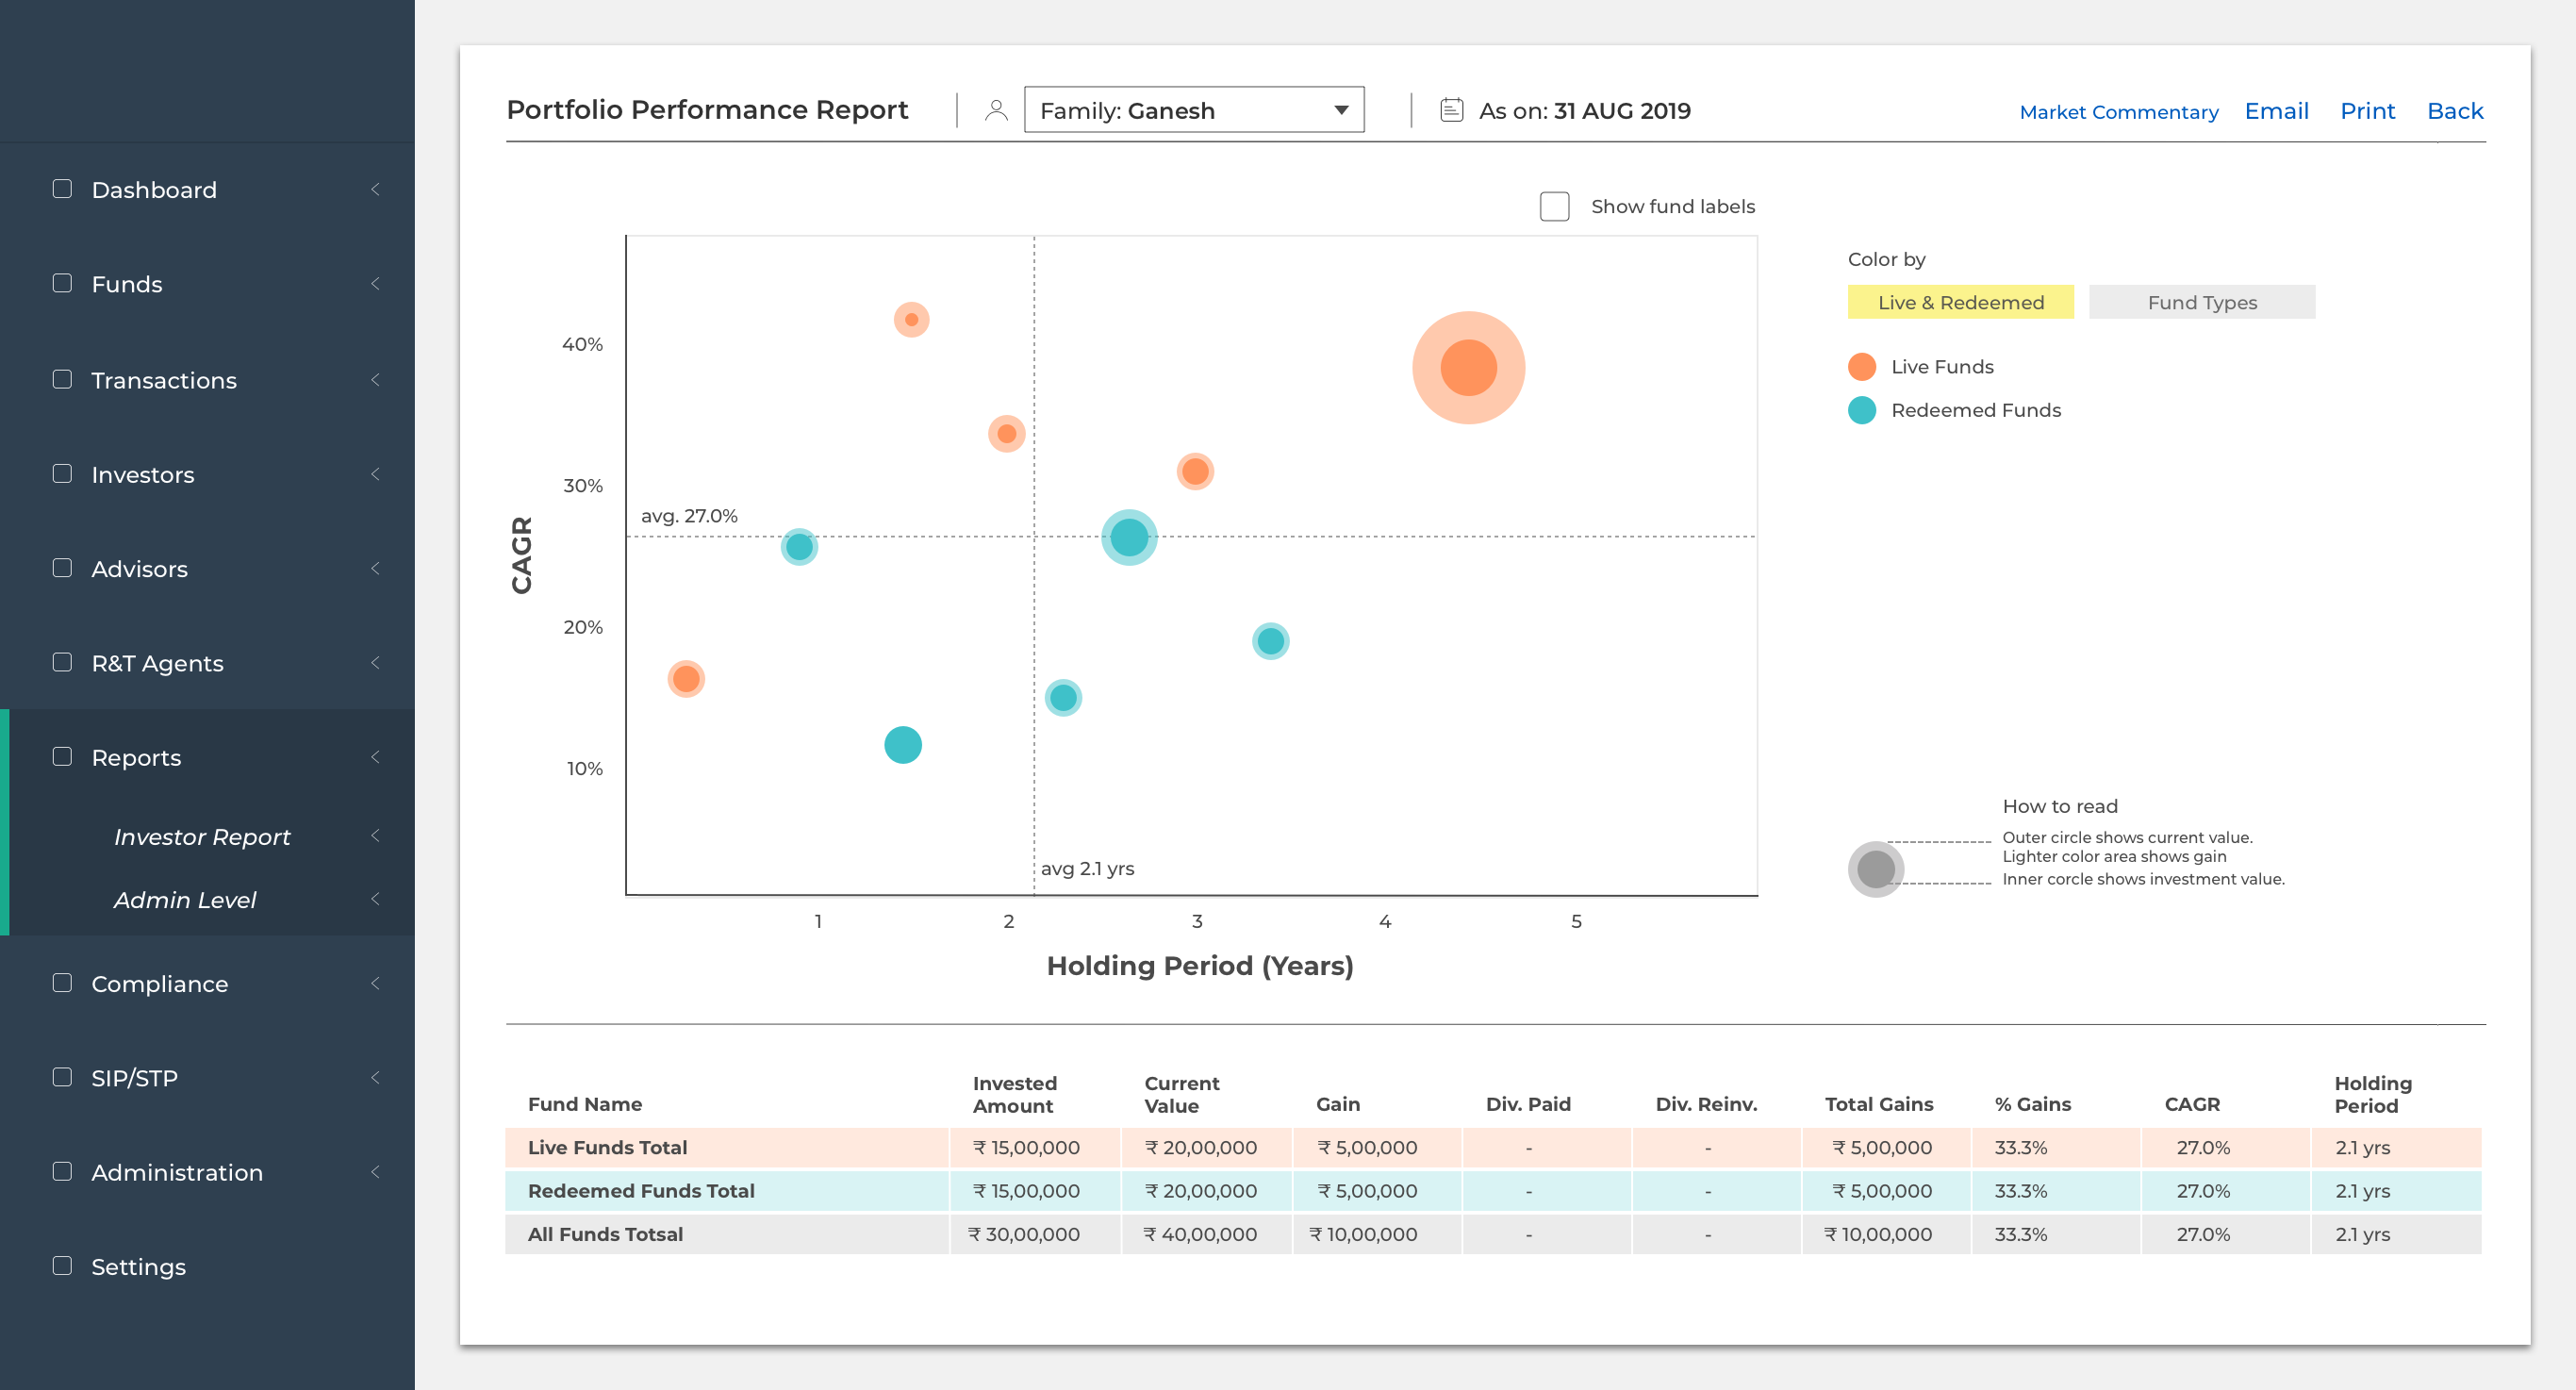 Dashboard
Funds
Transactions
Investors
Advisors
R&T Agents
Reports
Investor Report
Admin Level
Compliance
SIP/STP
Administration
Settings
Portfolio Performance Report
Family: Ganesh
As on: 31 AUG 2019
Market Commentary Email Print Back
Show fund labels
40%
30%
20%
10%
CAGR
avg. 27.0%
avg 2.1 yrs
1 2 3 4 5
Holding Period (Years)
Color by
Live & Redeemed Fund Types
Live Funds
Redeemed Funds
How to read
Outer circle shows current value.
Lighter color area shows gain
Inner corcle shows investment value.
Fund Name Invested Amount Current Value Gain Div. Paid Div. Reinv. Total Gains % Gains CAGR Holding Period
Live Funds Total ₹ 15,00,000 ₹ 20,00,000 ₹ 5,00,000 - - ₹ 5,00,000 33.3% 27.0% 2.1 yrs
Redeemed Funds Total ₹ 15,00,000 ₹ 20,00,000 ₹ 5,00,000 - - ₹ 5,00,000 33.3% 27.0% 2.1 yrs
All Funds Totsal ₹ 30,00,000 ₹ 40,00,000 ₹ 10,00,000 - - ₹ 10,00,000 33.3% 27.0% 2.1 yrs